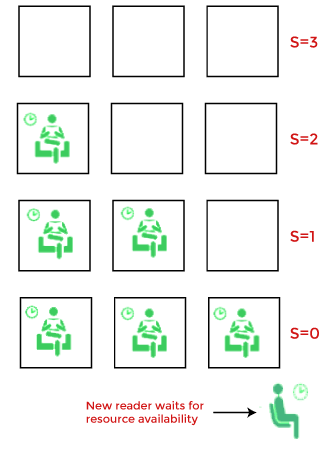 S=3
S=2
S=1
S=0
New reader waits for
resource availability